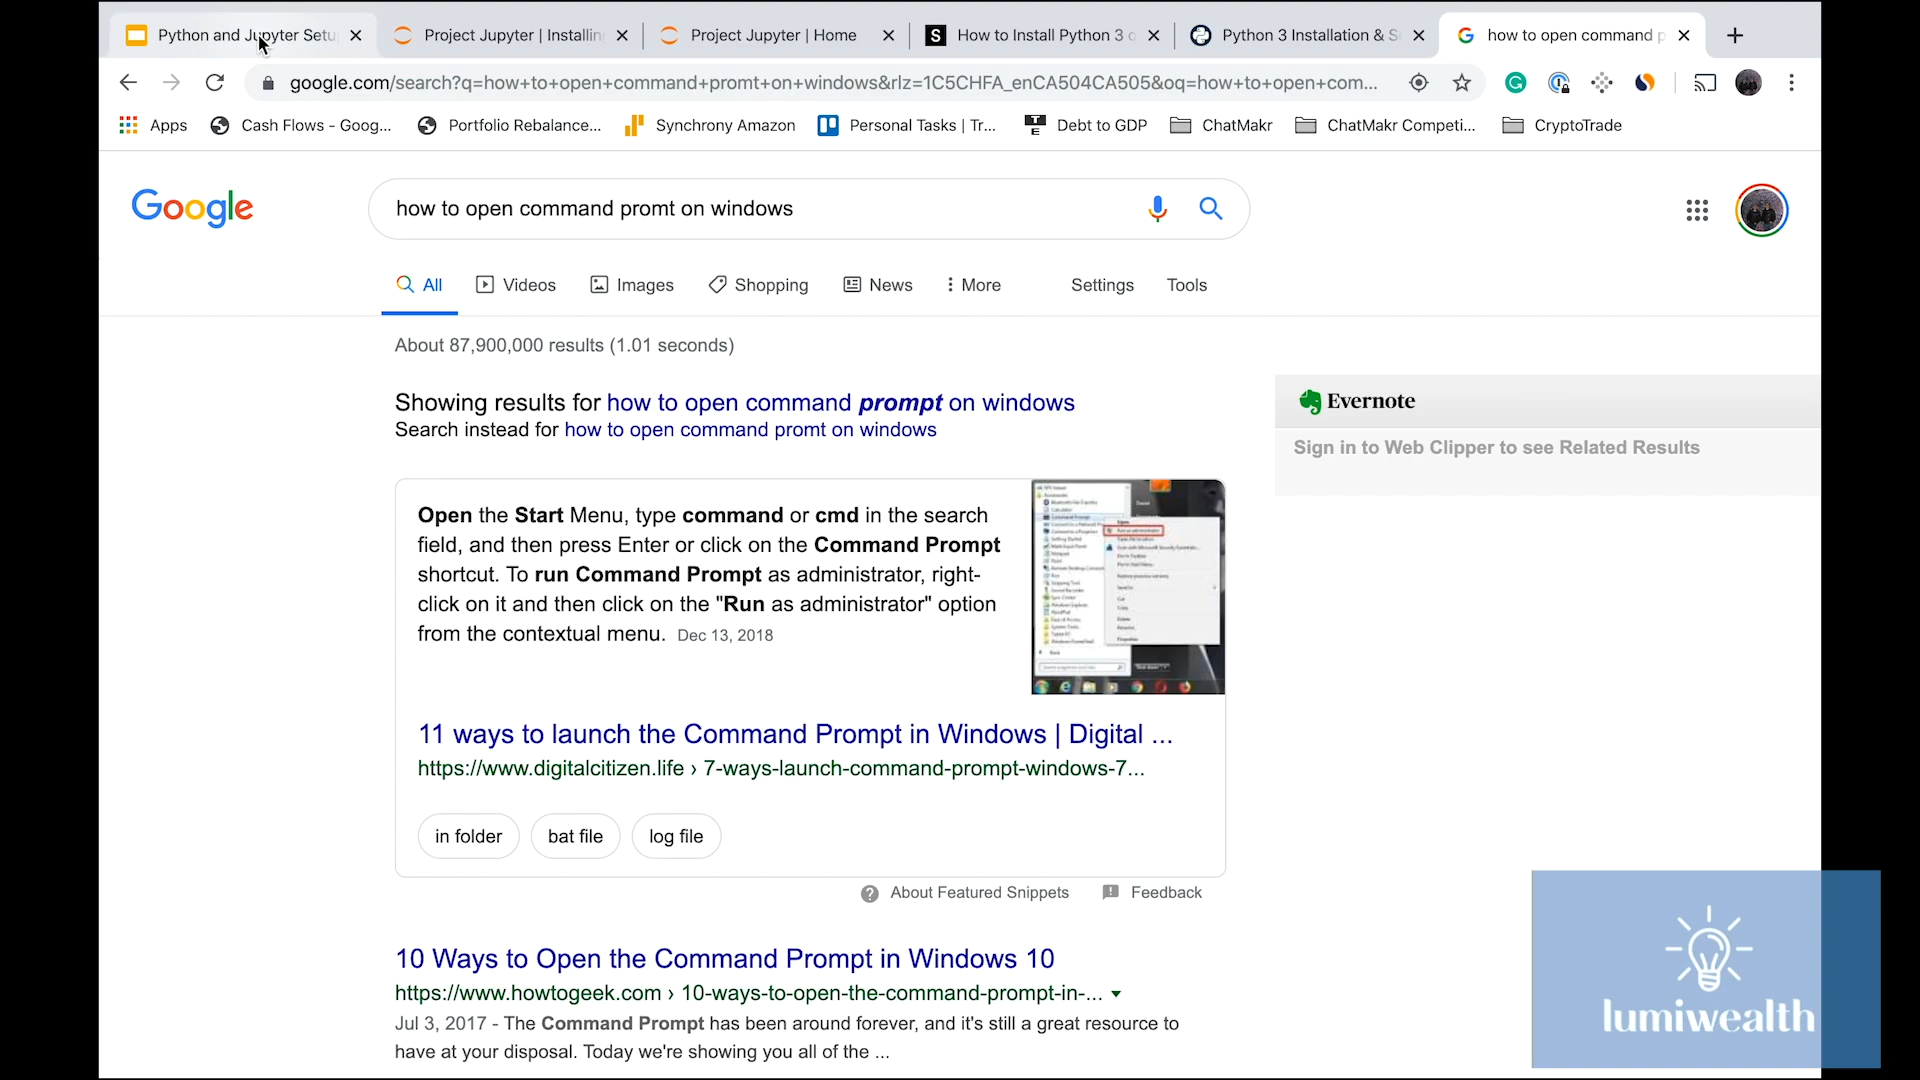 Python and Jupyter Setu
Project Jupyter | Installin
Project Jupyter | Home
How to Install Python 3 o
Python 3 Installation & S
how to open command p
google.com/search?q=how+to+open+command+promt+on+windows&rlz=1C5CHFA_enCA504CA505&oq=how+to+open+com...
Apps
Cash Flows - Goog...
Portfolio Rebalance...
Synchrony Amazon
Personal Tasks | Tr...
Debt to GDP
ChatMakr
ChatMakr Competi...
CryptoTrade
Google
how to open command promt on windows
All
Videos
Images
Shopping
News
More
Settings
Tools
About 87,900,000 results (1.01 seconds)
Showing results for how to open command prompt on windows
Search instead for how to open command promt on windows
Evernote
Sign in to Web Clipper to see Related Results
Open the Start Menu, type command or cmd in the search
field, and then press Enter or click on the Command Prompt
shortcut. To run Command Prompt as administrator, right-
click on it and then click on the "Run as administrator" option
from the contextual menu. Dec 13, 2018
11 ways to launch the Command Prompt in Windows | Digital ...
https://www.digitalcitizen.life › 7-ways-launch-command-prompt-windows-7...
in folder
bat file
log file
About Featured Snippets
Feedback
10 Ways to Open the Command Prompt in Windows 10
https://www.howtogeek.com › 10-ways-to-open-the-command-prompt-in-...
Jul 3, 2017 - The Command Prompt has been around forever, and it's still a great resource to
have at your disposal. Today we're showing you all of the ...
lumiwealth